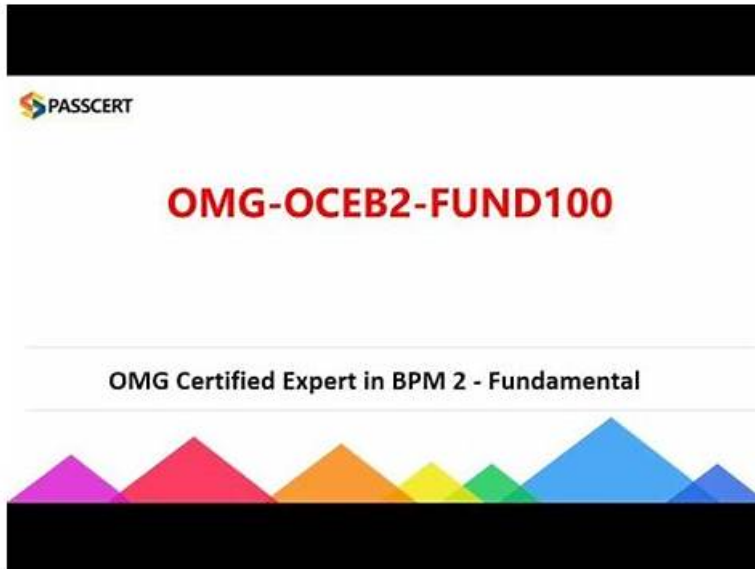 PASSCERT
OMG-OCEB2-FUND100
OMG Certified Expert in BPM 2 - Fundamental